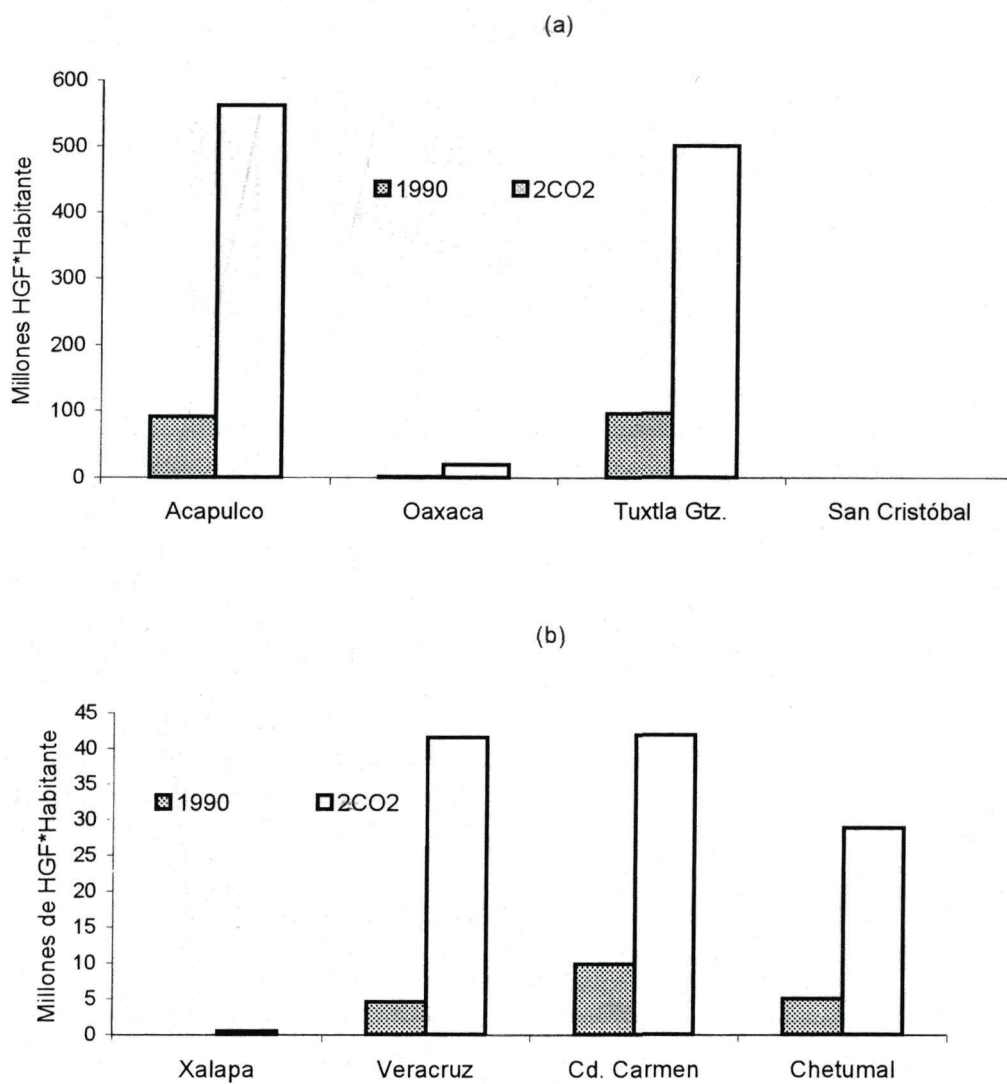 (a)
Millones HGF*Habitante
600
500
400
300
200
100
0
1990 2CO2
Acapulco Oaxaca Tuxtla Gtz. San Cristóbal
(b)
Millones de HGF*Habitante
45
40
35
30
25
20
15
10
5
0
1990 2CO2
Xalapa Veracruz Cd. Carmen Chetumal